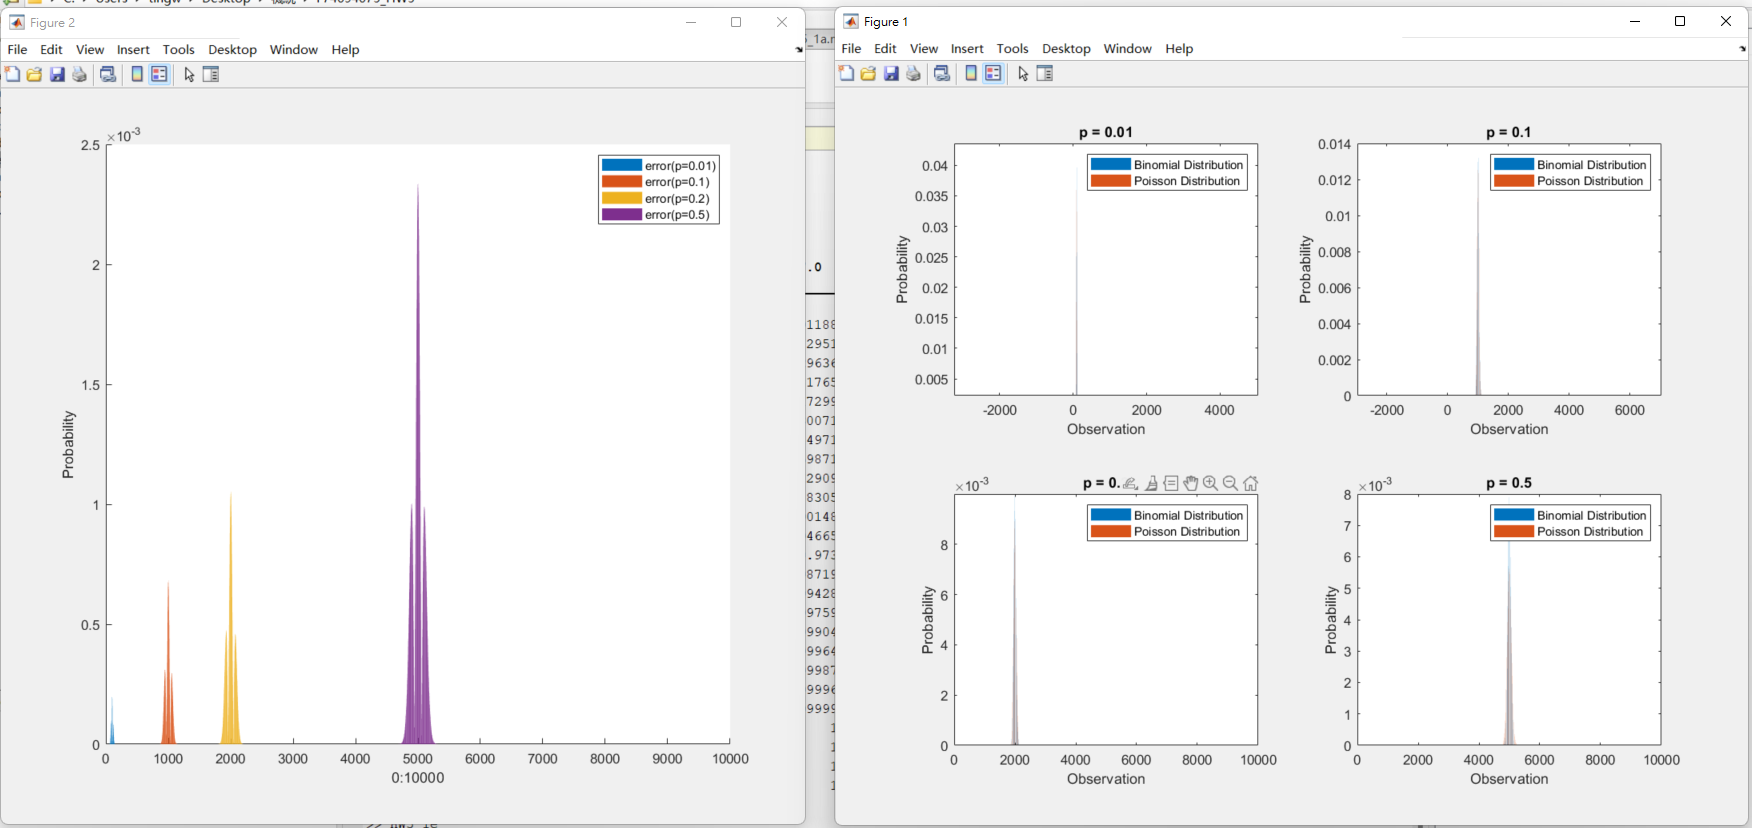 Figure 2
File Edit View Insert Tools Desktop Window Help
×10-3
2.5
2
1.5
1
0.5
0
Probability
error(p=0.01)
error(p=0.1)
error(p=0.2)
error(p=0.5)
0 1000 2000 3000 4000 5000 6000 7000 8000 9000 10000
0:10000
.0
1188
2951
9636
1765
7299
0071
4971
9871
2909
8305
0148
4665
.973
8719
9428
9759
9904
9964
9987
9996
9999
1
1
1
1
Figure 1
File Edit View Insert Tools Desktop Window Help
p = 0.01
0.04
0.035
0.03
0.025
0.02
0.015
0.01
0.005
Probability
Binomial Distribution
Poisson Distribution
-2000 0 2000 4000
Observation
p = 0.1
0.014
0.012
0.01
0.008
0.006
0.004
0.002
0
Probability
Binomial Distribution
Poisson Distribution
-2000 0 2000 4000 6000
Observation
p = 0.
×10-3
8
6
4
2
0
Probability
Binomial Distribution
Poisson Distribution
0 2000 4000 6000 8000 10000
Observation
p = 0.5
×10-3
8
7
6
5
4
3
2
1
0
Probability
Binomial Distribution
Poisson Distribution
0 2000 4000 6000 8000 10000
Observation